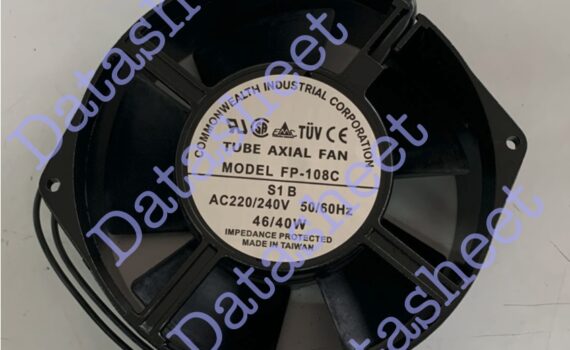 COMMONWEALTH INDUSTRIAL CORPORATION
TÜV CE
TUBE AXIAL FAN
MODEL FP-108C
S1 B
AC220/240V 50/60Hz
46/40W
IMPEDANCE PROTECTED
MADE IN TAIWAN
Datasheet
Datasheet
Datasheet
Datasheet